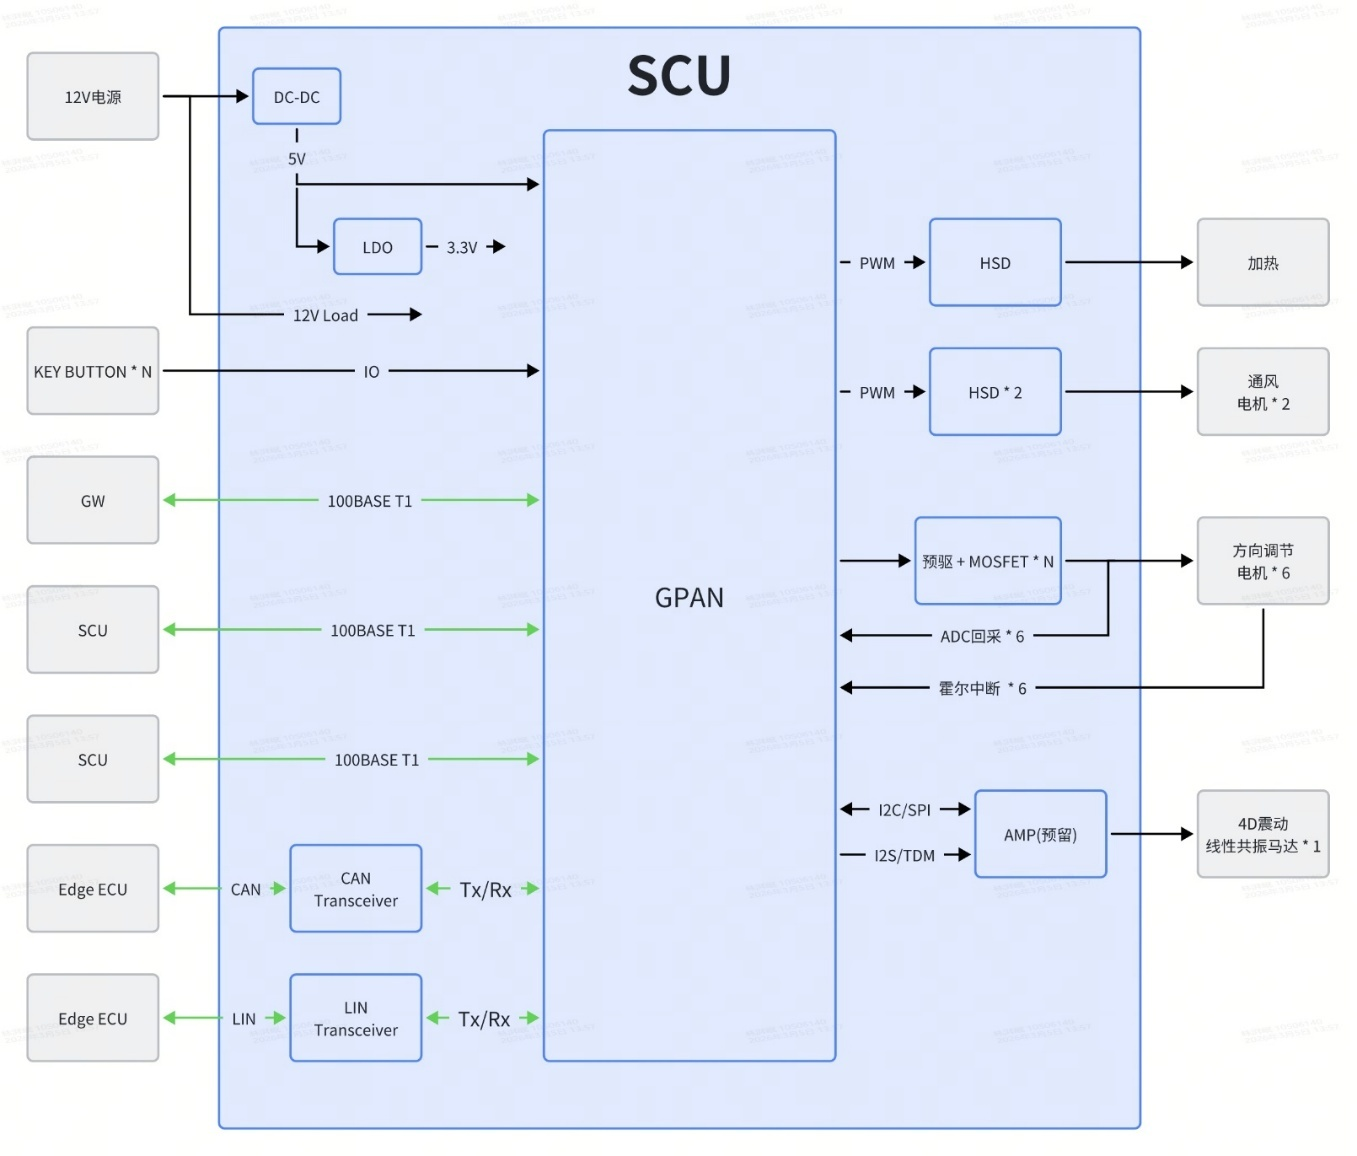 SCU
12V电源
DC-DC
5V
LDO
3.3V
12V Load
KEY BUTTON * N
IO
GW
100BASE T1
SCU
100BASE T1
SCU
100BASE T1
Edge ECU
CAN
CAN
Transceiver
Tx/Rx
Edge ECU
LIN
LIN
Transceiver
Tx/Rx
GPAN
PWM
HSD
加热
PWM
HSD * 2
通风
电机 * 2
预驱 + MOSFET * N
方向调节
电机 * 6
ADC回采 * 6
霍尔中断 * 6
I2C/SPI
I2S/TDM
AMP(预留)
4D震动
线性共振马达 * 1